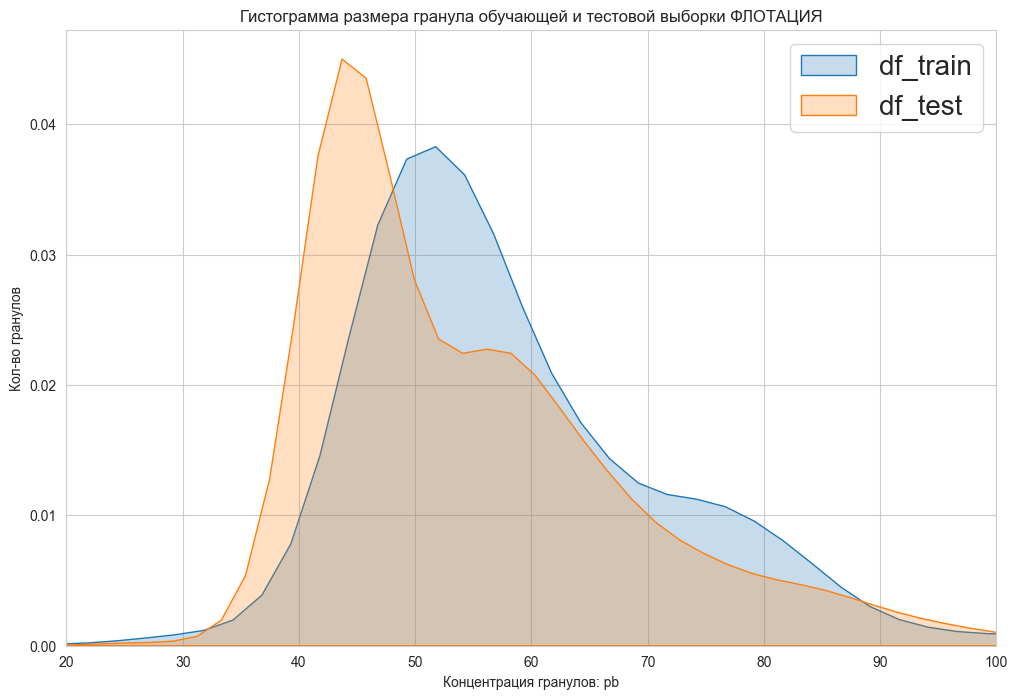 Гистограмма размера гранула обучающей и тестовой выборки ФЛОТАЦИЯ
df_train
df_test
Кол-во гранулов
0.04
0.03
0.02
0.01
0.00
20 30 40 50 60 70 80 90 100
Концентрация гранулов: pb